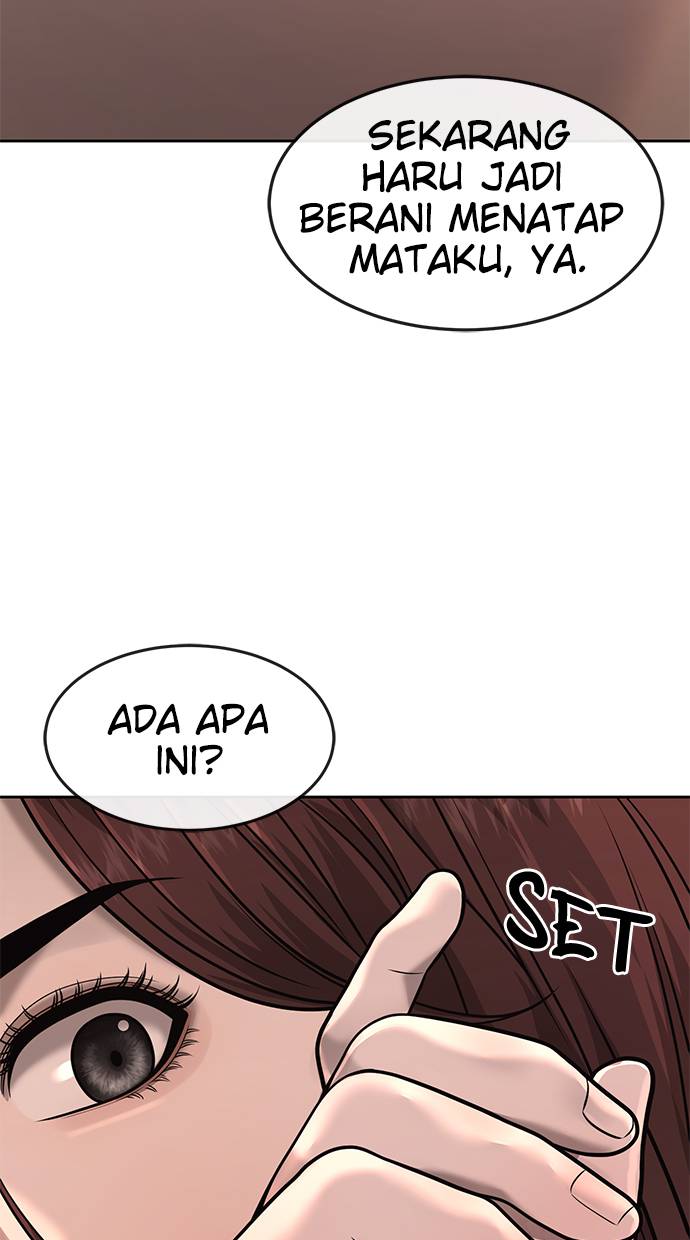 SEKARANG
HARU JADI
BERANI MENATAP
MATAKU, YA.
ADA APA
INI?
SET